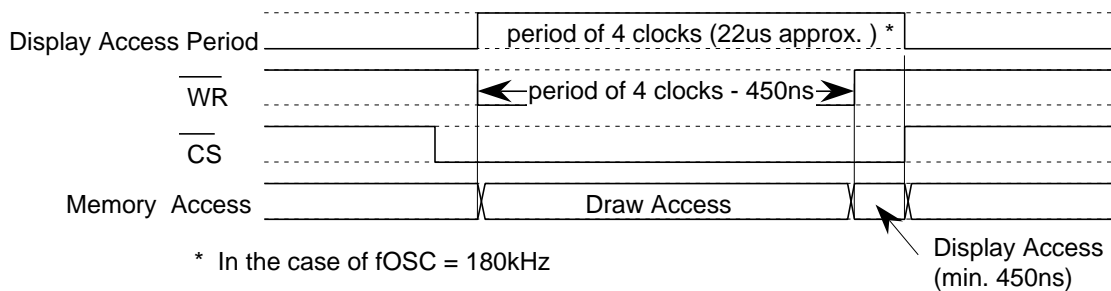 Display Access Period
period of 4 clocks (22us approx. ) *
WR
period of 4 clocks - 450ns
CS
Memory Access
Draw Access
* In the case of fOSC = 180kHz
Display Access
(min. 450ns)